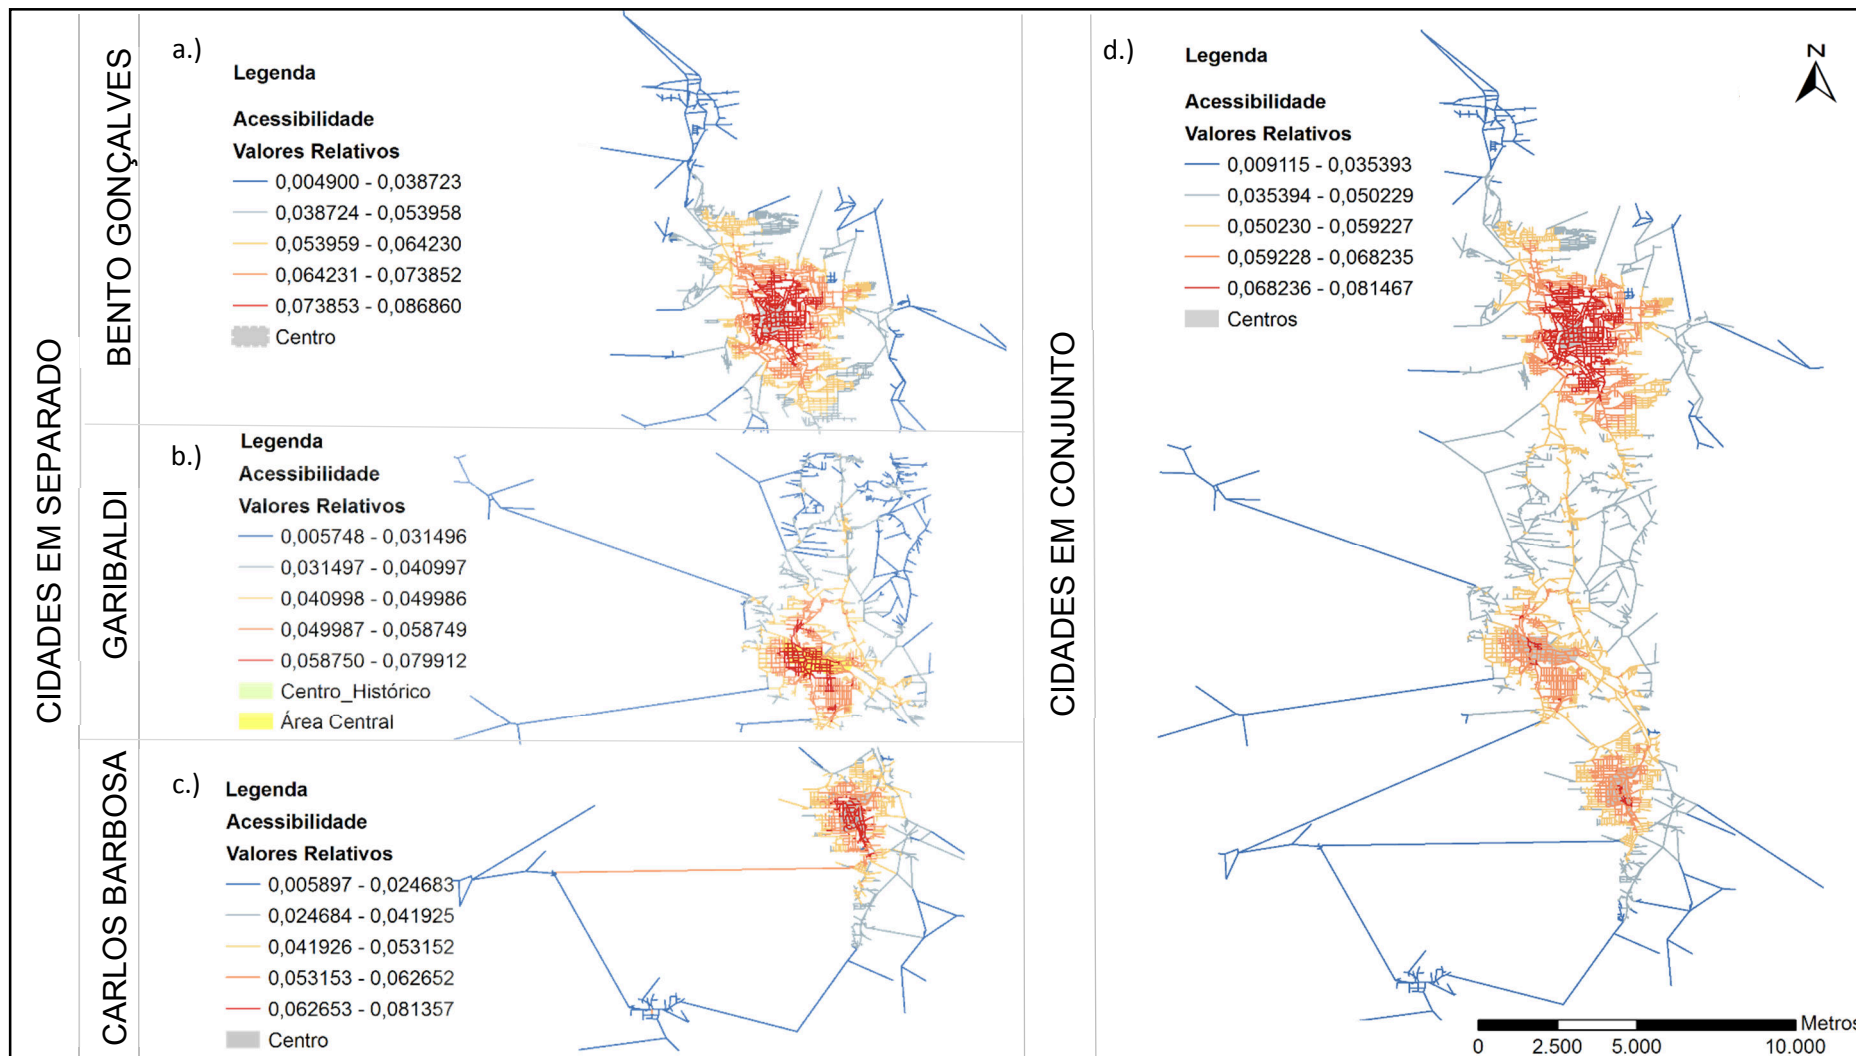 CIDADES EM SEPARADO
BENTO GONÇALVES
a.)
Legenda
Acessibilidade
Valores Relativos
0,004900 - 0,038723
0,038724 - 0,053958
0,053959 - 0,064230
0,064231 - 0,073852
0,073853 - 0,086860
Centro
GARIBALDI
b.)
Legenda
Acessibilidade
Valores Relativos
0,005748 - 0,031496
0,031497 - 0,040997
0,040998 - 0,049986
0,049987 - 0,058749
0,058750 - 0,079912
Centro_Histórico
Área Central
CARLOS BARBOSA
c.)
Legenda
Acessibilidade
Valores Relativos
0,005897 - 0,024683
0,024684 - 0,041925
0,041926 - 0,053152
0,053153 - 0,062652
0,062653 - 0,081357
Centro
CIDADES EM CONJUNTO
d.)
Legenda
Acessibilidade
Valores Relativos
0,009115 - 0,035393
0,035394 - 0,050229
0,050230 - 0,059227
0,059228 - 0,068235
0,068236 - 0,081467
Centros
N
Metros
0 2.500 5.000 10.000